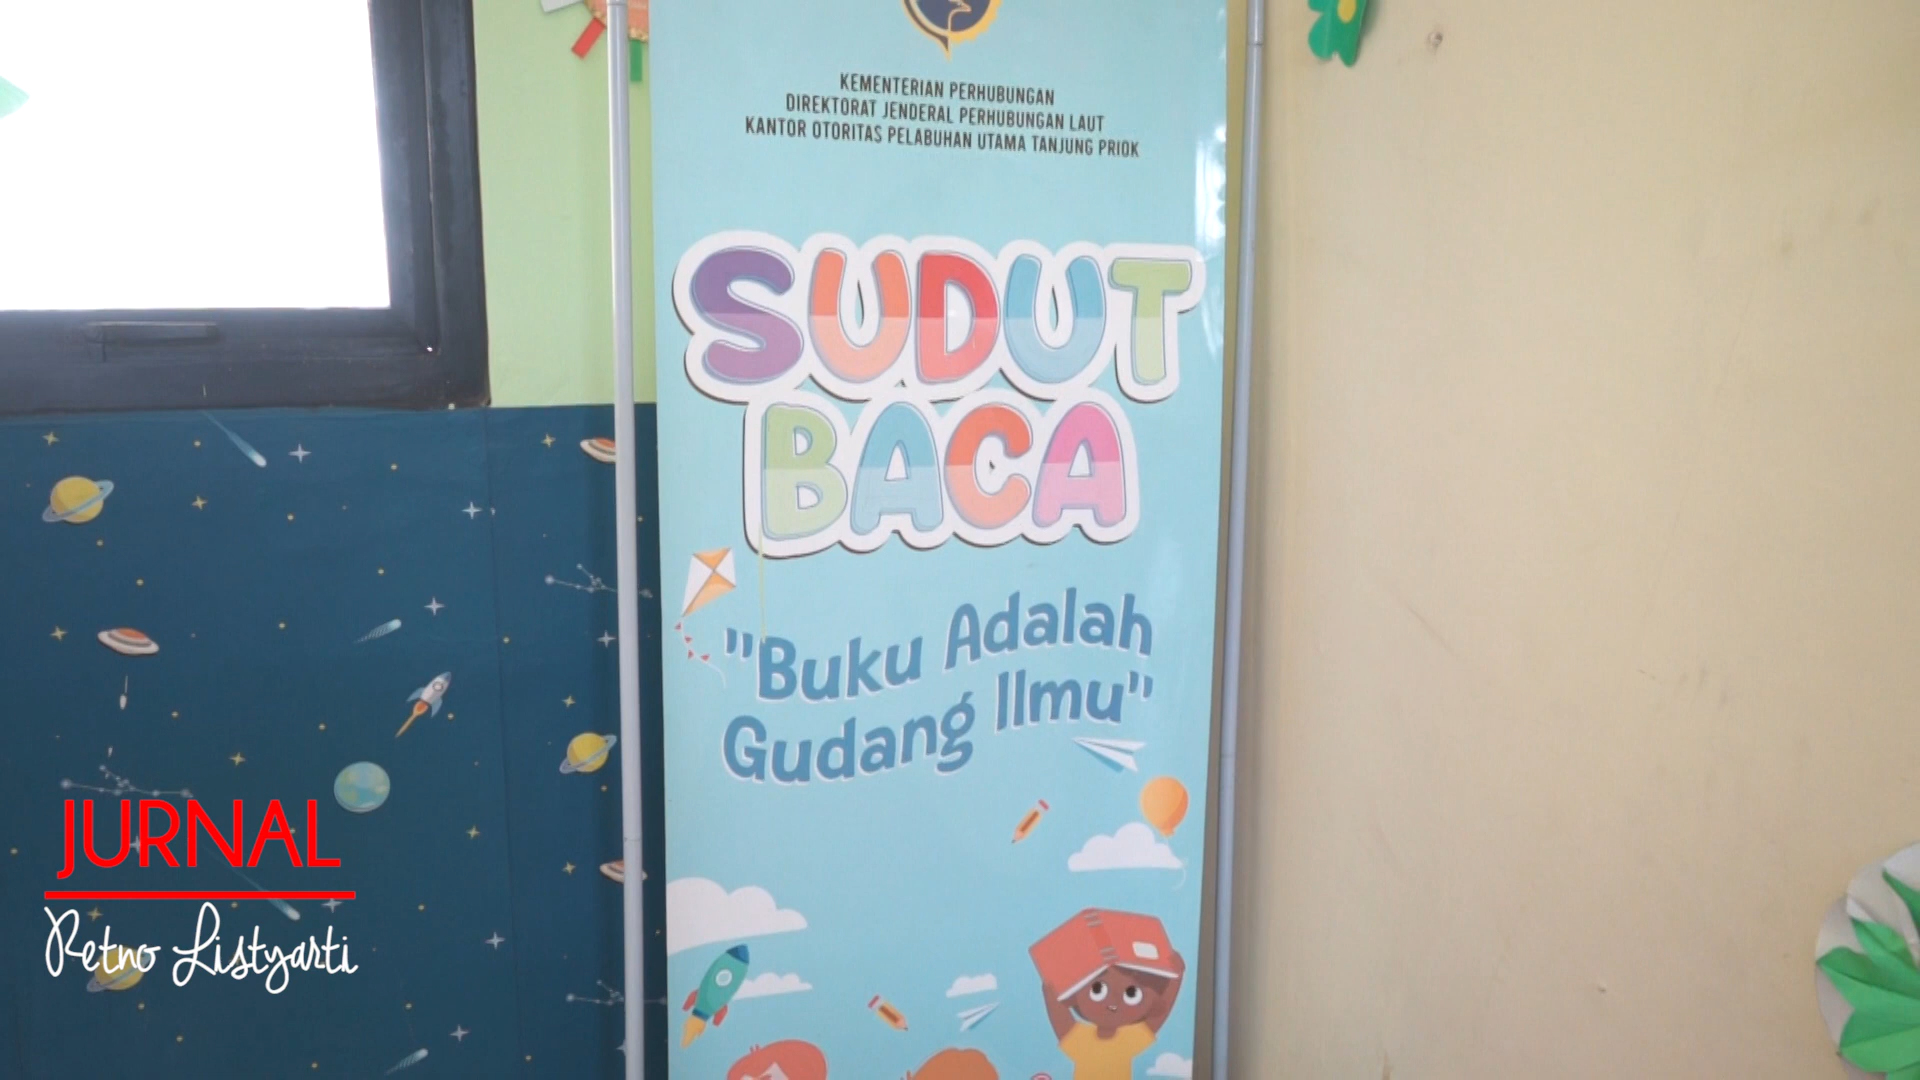 KEMENTERIAN PERHUBUNGAN
DIREKTORAT JENDERAL PERHUBUNGAN LAUT
KANTOR OTORITAS PELABUHAN UTAMA TANJUNG PRIOK
SUDUT
BACA
"Buku Adalah
Gudang Ilmu"
JURNAL
Retno Listyarti